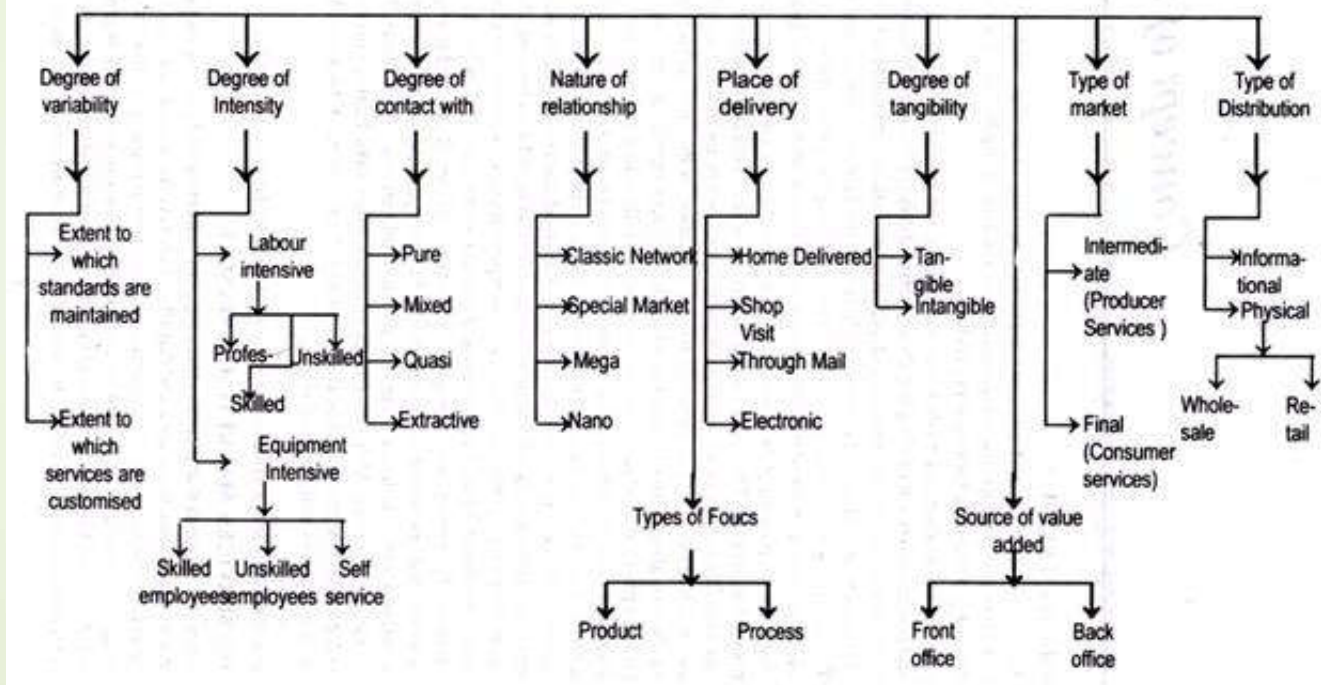 Degree of
variability
Extent to
which
standards are
maintained
Extent to
which
services are
customised
Degree of
Intensity
Labour
intensive
Profes-
Unskilled
Skilled
Equipment
Intensive
Skilled
employees
Unskilled
employees
Self
service
Degree of
contact with
Pure
Mixed
Quasi
Extractive
Nature of
relationship
Classic Network
Special Market
Mega
Nano
Types of Foucs
Product
Process
Place of
delivery
Home Delivered
Shop
Visit
Through Mail
Electronic
Degree of
tangibility
Tan-
gible
Intangible
Source of value
added
Front
office
Back
office
Type of
market
Intermedi-
ate
(Producer
Services )
Final
(Consumer
services)
Type of
Distribution
Informa-
tional
Physical
Whole-
sale
Re-
tail